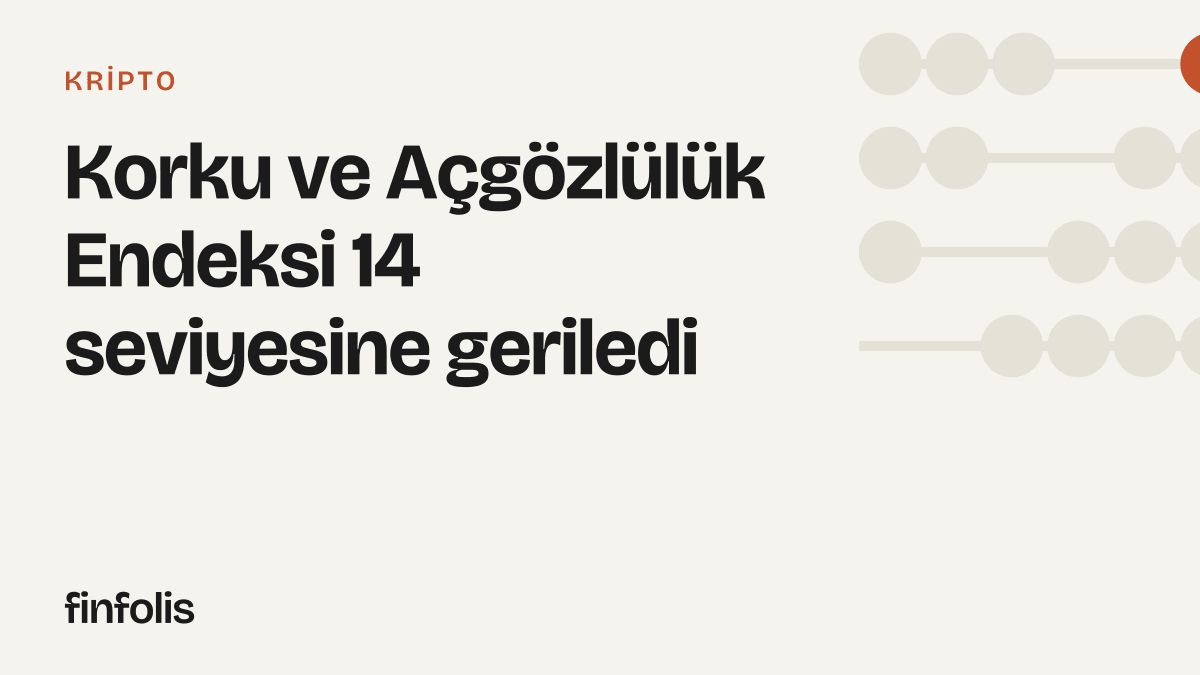 KRİPTO
Korku ve Açgözlülük
Endeksi 14
seviyesine geriledi
finfolis